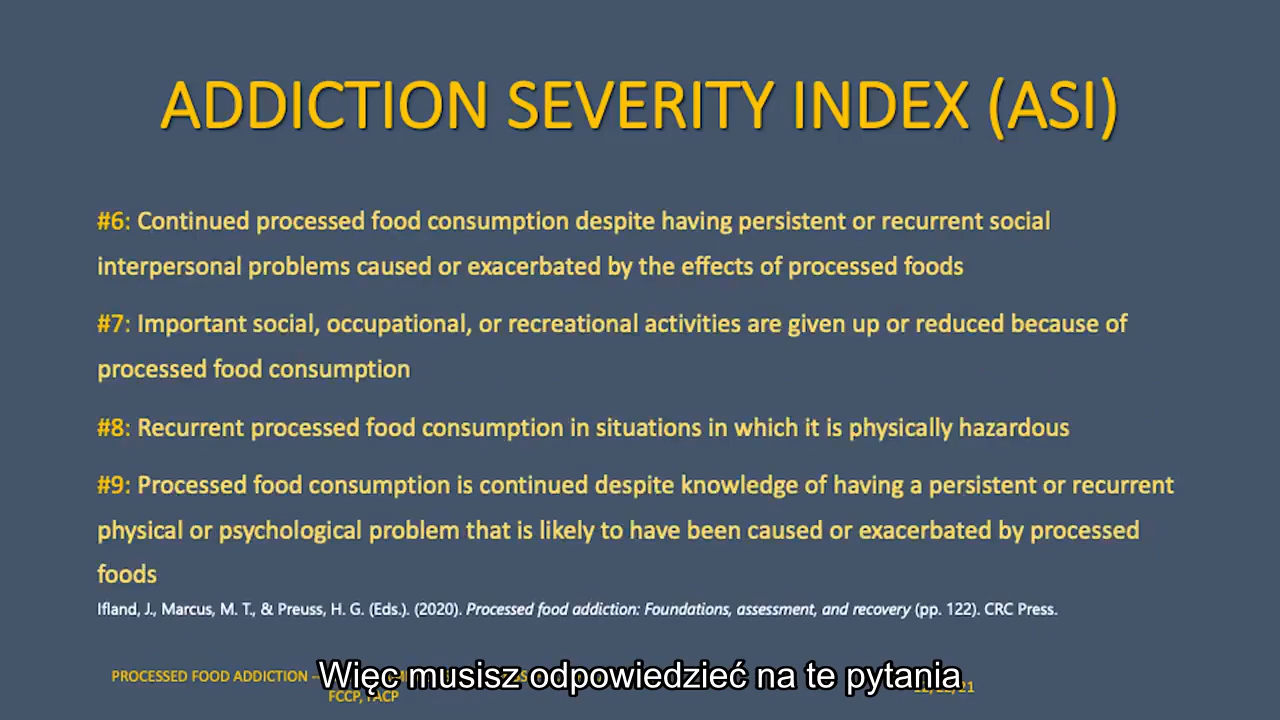 ADDICTION SEVERITY INDEX (ASI)
#6: Continued processed food consumption despite having persistent or recurrent social
interpersonal problems caused or exacerbated by the effects of processed foods
#7: Important social, occupational, or recreational activities are given up or reduced because of
processed food consumption
#8: Recurrent processed food consumption in situations in which it is physically hazardous
#9: Processed food consumption is continued despite knowledge of having a persistent or recurrent
physical or psychological problem that is likely to have been caused or exacerbated by processed
foods
Ifland, J., Marcus, M. T., & Preuss, H. G. (Eds.). (2020). Processed food addiction: Foundations, assessment, and recovery (pp. 122). CRC Press.
PROCESSED FOOD ADDICTION
FCCP, FACP
Więc musisz odpowiedzieć na te pytania